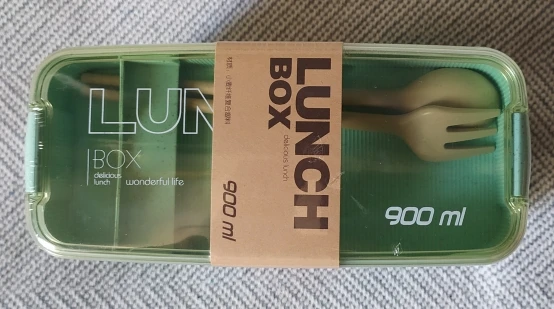 LUN
BOX
delicious
lunch wonderful life
LUNCH
BOX
delicious lunch
900 ml
900 ml